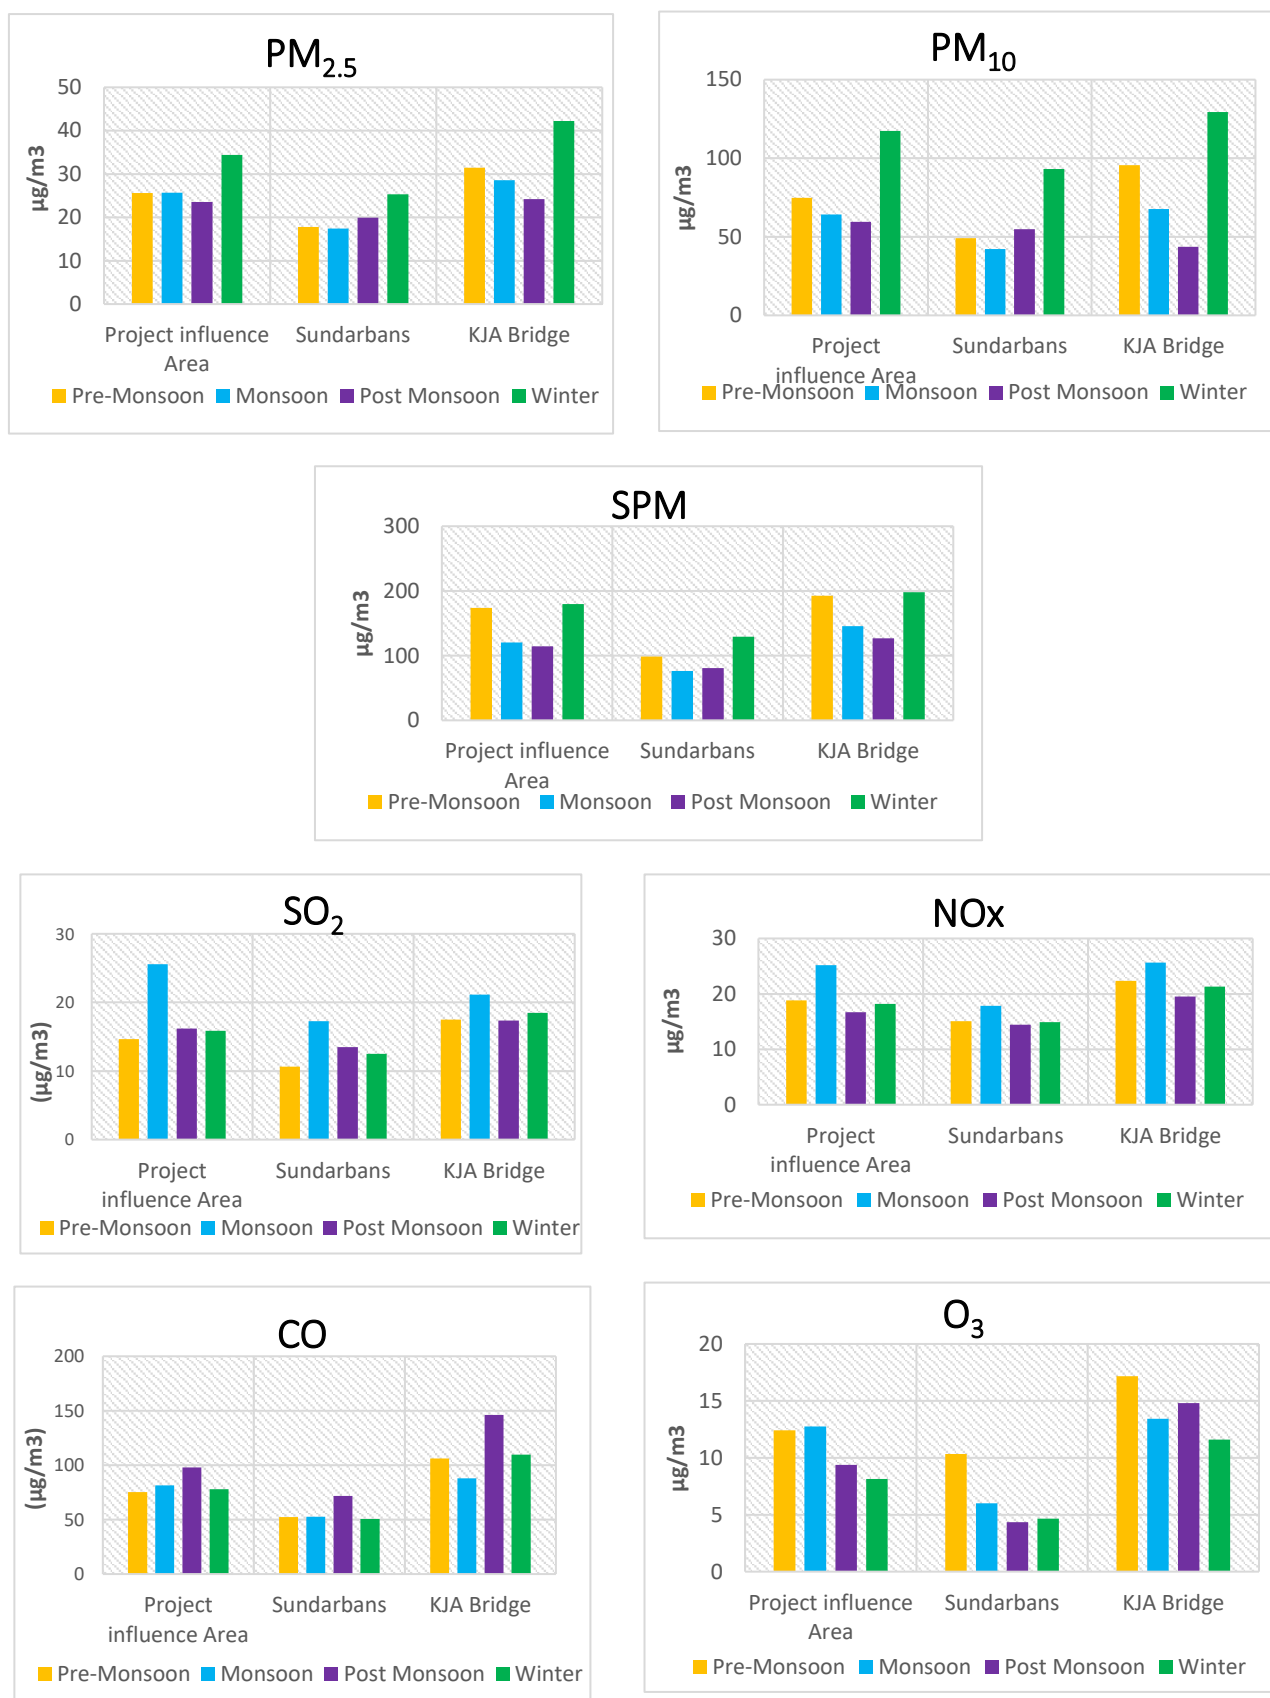 PM2.5
50
40
30
20
10
0
µg/m3
Project influence Area
Sundarbans
KJA Bridge
Pre-Monsoon Monsoon Post Monsoon Winter
PM10
150
100
50
0
µg/m3
Project influence Area
Sundarbans
KJA Bridge
Pre-Monsoon Monsoon Post Monsoon Winter
SPM
300
200
100
0
µg/m3
Project influence Area
Sundarbans
KJA Bridge
Pre-Monsoon Monsoon Post Monsoon Winter
SO2
30
20
10
0
(µg/m3)
Project influence Area
Sundarbans
KJA Bridge
Pre-Monsoon Monsoon Post Monsoon Winter
NOx
30
20
10
0
µg/m3
Project influence Area
Sundarbans
KJA Bridge
Pre-Monsoon Monsoon Post Monsoon Winter
CO
200
150
100
50
0
(µg/m3)
Project influence Area
Sundarbans
KJA Bridge
Pre-Monsoon Monsoon Post Monsoon Winter
O3
20
15
10
5
0
µg/m3
Project influence Area
Sundarbans
KJA Bridge
Pre-Monsoon Monsoon Post Monsoon Winter